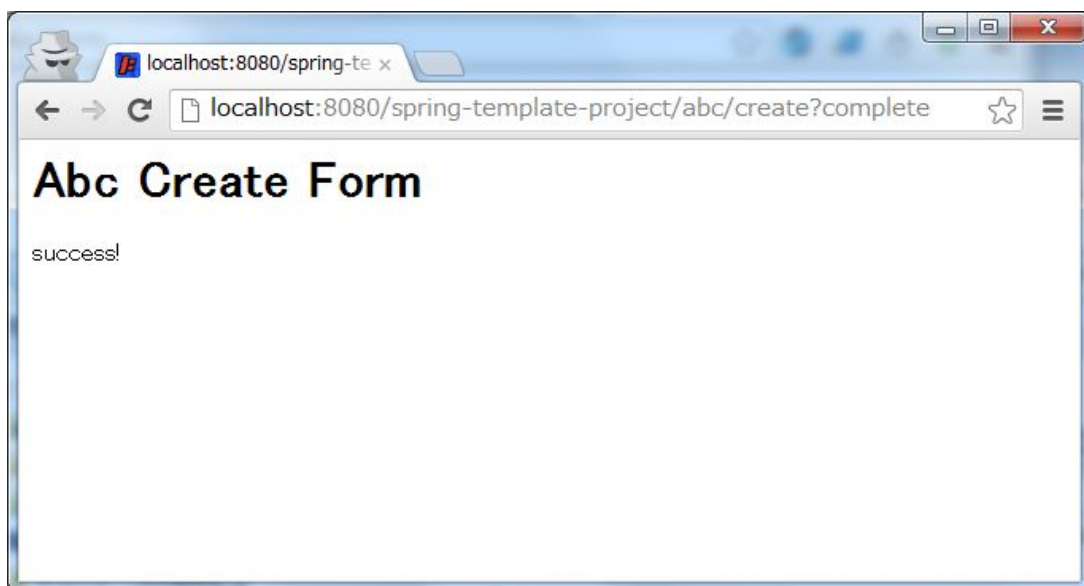 localhost:8080/spring-te
localhost:8080/spring-template-project/abc/create?complete
Abc Create Form
success!